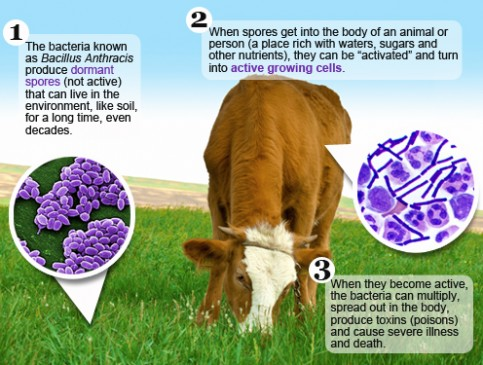 1
The bacteria known
as Bacillus Anthracis
produce dormant
spores (not active)
that can live in the
environment, like soil,
for a long time, even
decades.
2
When spores get into the body of an animal or
person (a place rich with waters, sugars and
other nutrients), they can be “activated” and turn
into active growing cells.
3
When they become active,
the bacteria can multiply,
spread out in the body,
produce toxins (poisons)
and cause severe illness
and death.